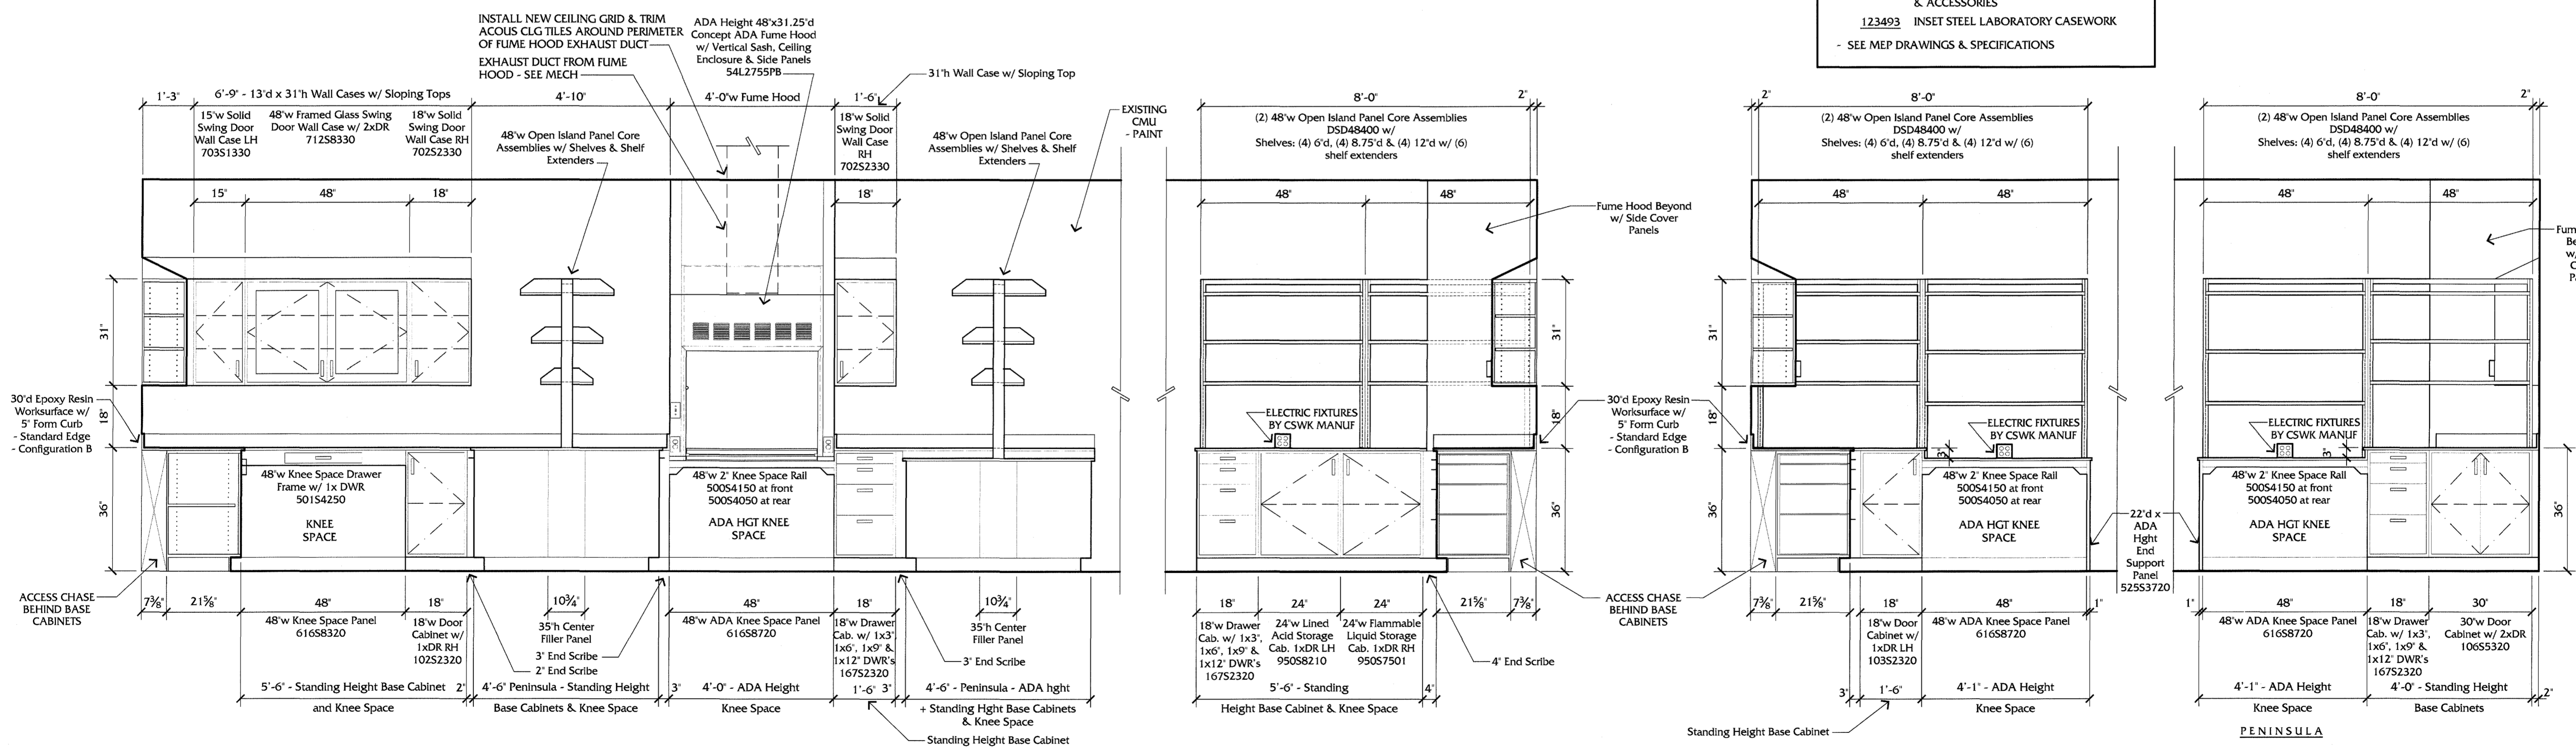 & ACCESSORIES
123493 INSET STEEL LABORATORY CASEWORK
- SEE MEP DRAWINGS & SPECIFICATIONS
INSTALL NEW CEILING GRID & TRIM
ACOUS CLG TILES AROUND PERIMETER
OF FUME HOOD EXHAUST DUCT
EXHAUST DUCT FROM FUME
HOOD - SEE MECH
ADA Height 48"x31.25"d
Concept ADA Fume Hood
w/ Vertical Sash, Ceiling
Enclosure & Side Panels
54L2755PB
31"h Wall Case w/ Sloping Top
1'-3"
6'-9" - 13"d x 31"h Wall Cases w/ Sloping Tops
4'-10"
4'-0"w Fume Hood
1'-6"
15"w Solid
Swing Door
Wall Case LH
703S1330
48"w Framed Glass Swing
Door Wall Case w/ 2xDR
712S8330
18"w Solid
Swing Door
Wall Case RH
702S2330
48"w Open Island Panel Core
Assemblies w/ Shelves & Shelf
Extenders
18"w Solid
Swing Door
Wall Case
RH
702S2330
48"w Open Island Panel Core
Assemblies w/ Shelves & Shelf
Extenders
EXISTING
CMU
- PAINT
15"
48"
18"
18"
31"
18"
36"
30"d Epoxy Resin
Worksurface w/
5" Form Curb
- Standard Edge
- Configuration B
48"w Knee Space Drawer
Frame w/ 1x DWR
501S4250
KNEE
SPACE
48"w 2" Knee Space Rail
500S4150 at front
500S4050 at rear
ADA HGT KNEE
SPACE
ACCESS CHASE
BEHIND BASE
CABINETS
7⅜"
21⅝"
48"
18"
10¾"
48"
18"
10¾"
48"w Knee Space Panel
616S8320
18"w Door
Cabinet w/
1xDR RH
102S2320
35"h Center
Filler Panel
3" End Scribe
2" End Scribe
48"w ADA Knee Space Panel
616S8720
18"w Drawer
Cab. w/ 1x3"
1x6", 1x9" &
1x12" DWR's
167S2320
35"h Center
Filler Panel
3" End Scribe
5'-6" - Standing Height Base Cabinet
and Knee Space
2"
4'-6" Peninsula - Standing Height
Base Cabinets & Knee Space
3"
4'-0" - ADA Height
Knee Space
1'-6"
3"
4'-6" - Peninsula - ADA hght
+ Standing Hght Base Cabinets
& Knee Space
Standing Height Base Cabinet
8'-0"
2"
(2) 48"w Open Island Panel Core Assemblies
DSD48400 w/
Shelves: (4) 6"d, (4) 8.75"d & (4) 12"d w/ (6)
shelf extenders
48"
48"
Fume Hood Beyond
w/ Side Cover
Panels
31"
18"
36"
ELECTRIC FIXTURES
BY CSWK MANUF
30"d Epoxy Resin
Worksurface w/
5" Form Curb
- Standard Edge
- Configuration B
18"
24"
24"
21⅝"
7⅜"
18"w Drawer
Cab. w/ 1x3",
1x6", 1x9" &
1x12" DWR's
167S2320
24"w Lined
Acid Storage
Cab. 1xDR LH
950S8210
24"w Flammable
Liquid Storage
Cab. 1xDR RH
950S7501
4" End Scribe
5'-6" - Standing
Height Base Cabinet & Knee Space
4"
ACCESS CHASE
BEHIND BASE
CABINETS
2"
8'-0"
(2) 48"w Open Island Panel Core Assemblies
DSD48400 w/
Shelves: (4) 6"d, (4) 8.75"d & (4) 12"d w/ (6)
shelf extenders
48"
48"
31"
18"
36"
ELECTRIC FIXTURES
BY CSWK MANUF
3"
3"
48"w 2" Knee Space Rail
500S4150 at front
500S4050 at rear
ADA HGT KNEE
SPACE
22"d x
ADA
Hght
End
Support
Panel
525S3720
7⅜"
21⅝"
18"
48"
1"
18"w Door
Cabinet w/
1xDR LH
103S2320
48"w ADA Knee Space Panel
616S8720
3"
1'-6"
4'-1" - ADA Height
Knee Space
Standing Height Base Cabinet
8'-0"
2"
(2) 48"w Open Island Panel Core Assemblies
DSD48400 w/
Shelves: (4) 6"d, (4) 8.75"d & (4) 12"d w/ (6)
shelf extenders
48"
48"
ELECTRIC FIXTURES
BY CSWK MANUF
3"
48"w 2" Knee Space Rail
500S4150 at front
500S4050 at rear
ADA HGT KNEE
SPACE
36"
1"
48"
18"
30"
48"w ADA Knee Space Panel
616S8720
18"w Drawer
Cab. w/ 1x3",
1x6", 1x9" &
1x12" DWR's
167S2320
30"w Door
Cabinet w/ 2xDR
106S5320
4'-1" - ADA Height
Knee Space
4'-0" - Standing Height
Base Cabinets
2"
PENINSULA